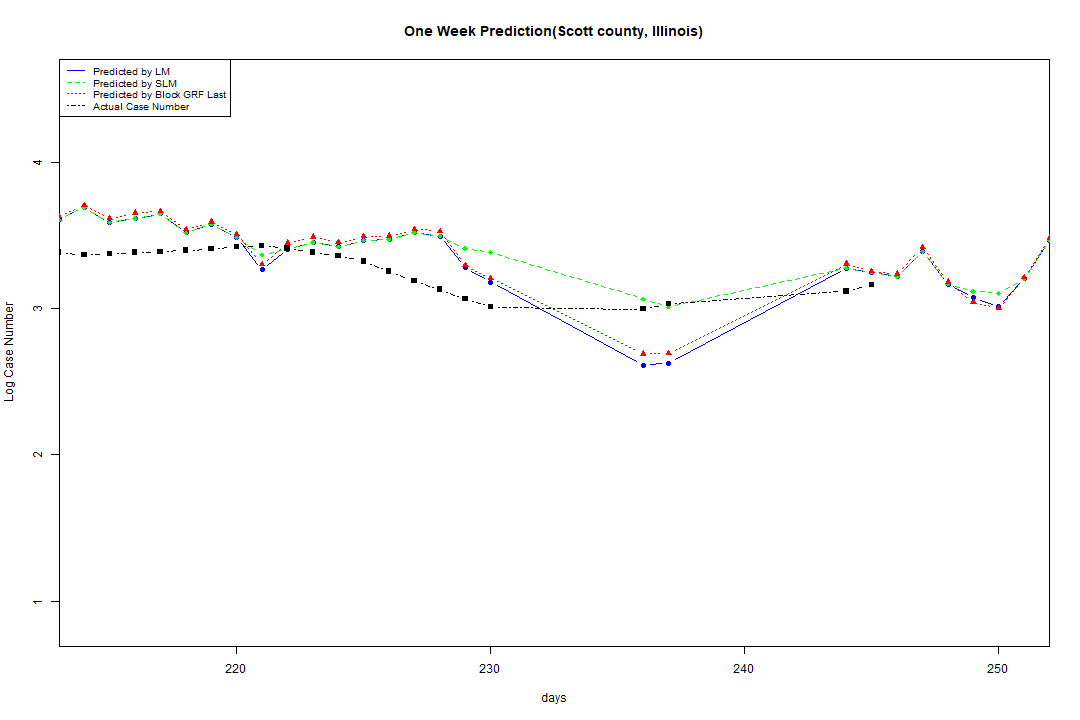 One Week Prediction(Scott county, Illinois)
Predicted by LM
Predicted by SLM
Predicted by Block GRF Last
Actual Case Number
4
3
2
1
Log Case Number
220 230 240 250
days